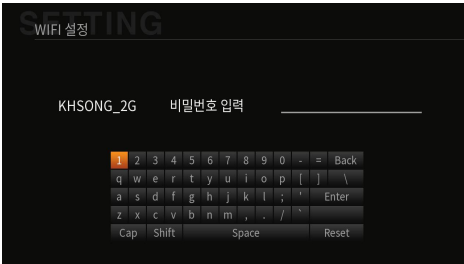 SETTING
WIFI 설정
KHSONG_2G 비밀번호 입력
1 2 3 4 5 6 7 8 9 0 - = Back
q w e r t y u i o p [ ] \
a s d f g h j k l ; ' Enter
z x c v b n m , . / `
Cap Shift Space Reset